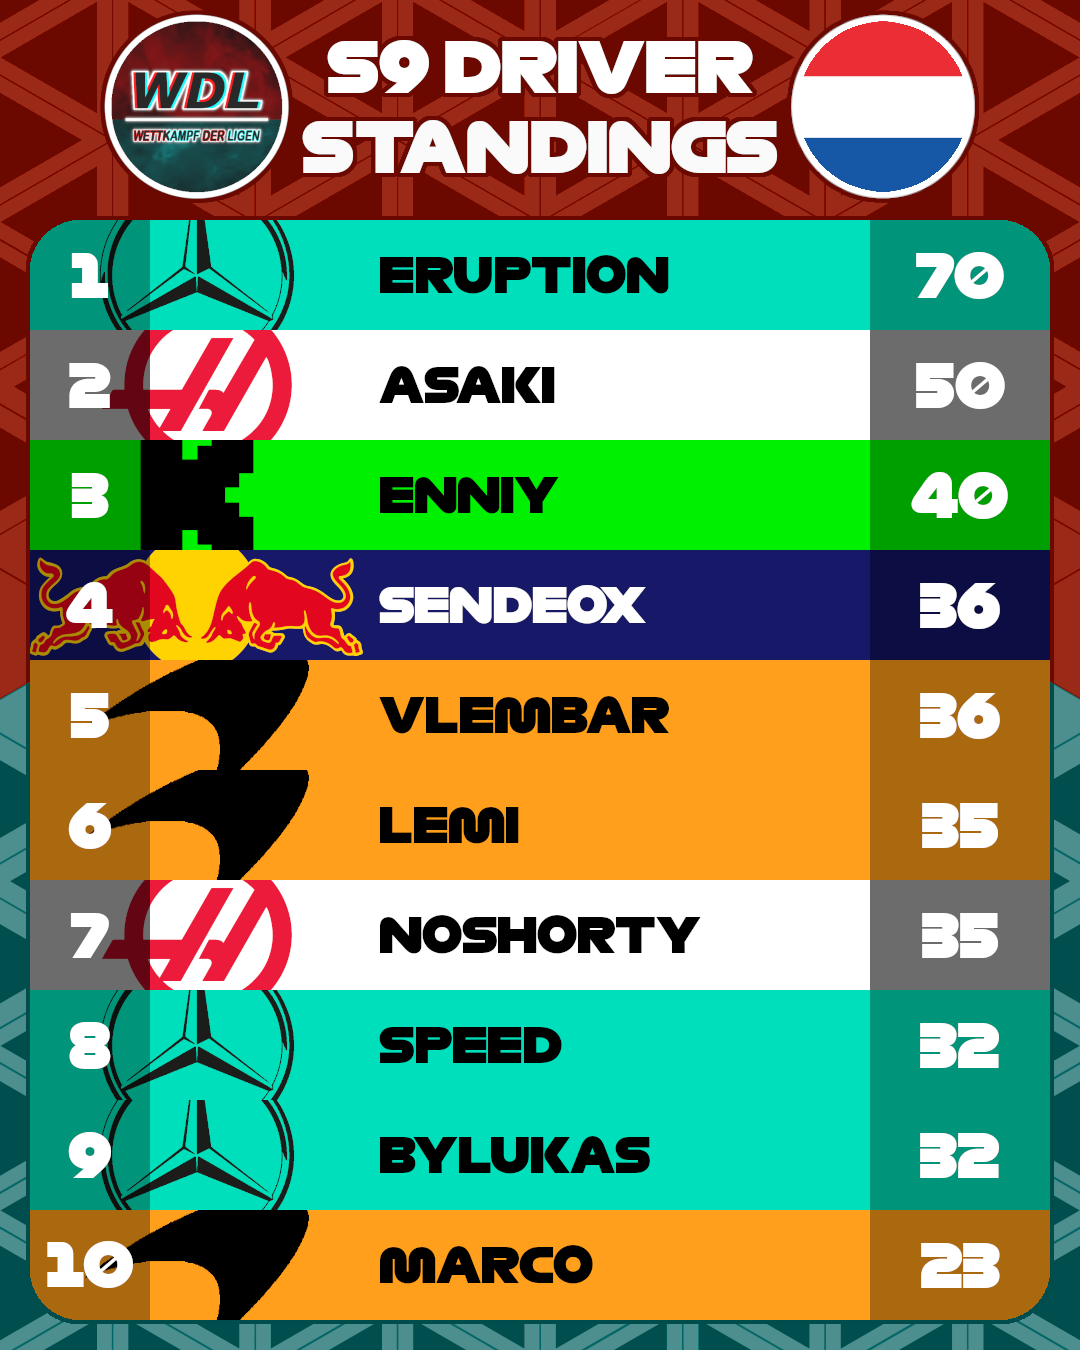 WDL
WETTKAMPF DER LIGEN
S9 DRIVER
STANDINGS
1 ERUPTION 70
2 ASAKI 50
3 ENNIY 40
4 SENDEOX 36
5 VLEMBAR 36
6 LEMI 35
7 NOSHORTY 35
8 SPEED 32
9 BYLUKAS 32
10 MARCO 23